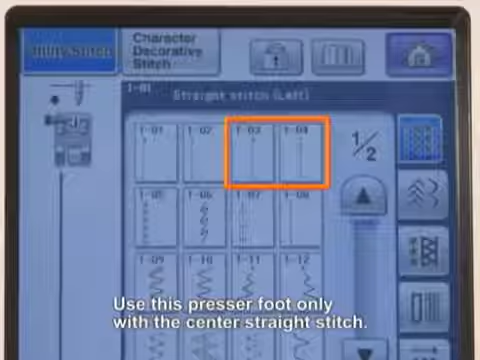 Utility Stitch
Character
Decorative
Stitch
1-01
Straight stitch (Left)
1-01 1-02 1-03 1-04
1/2
1-05 1-06 1-07 1-08
1-09 1-10 1-11 1-12
Use this presser foot only
with the center straight stitch.